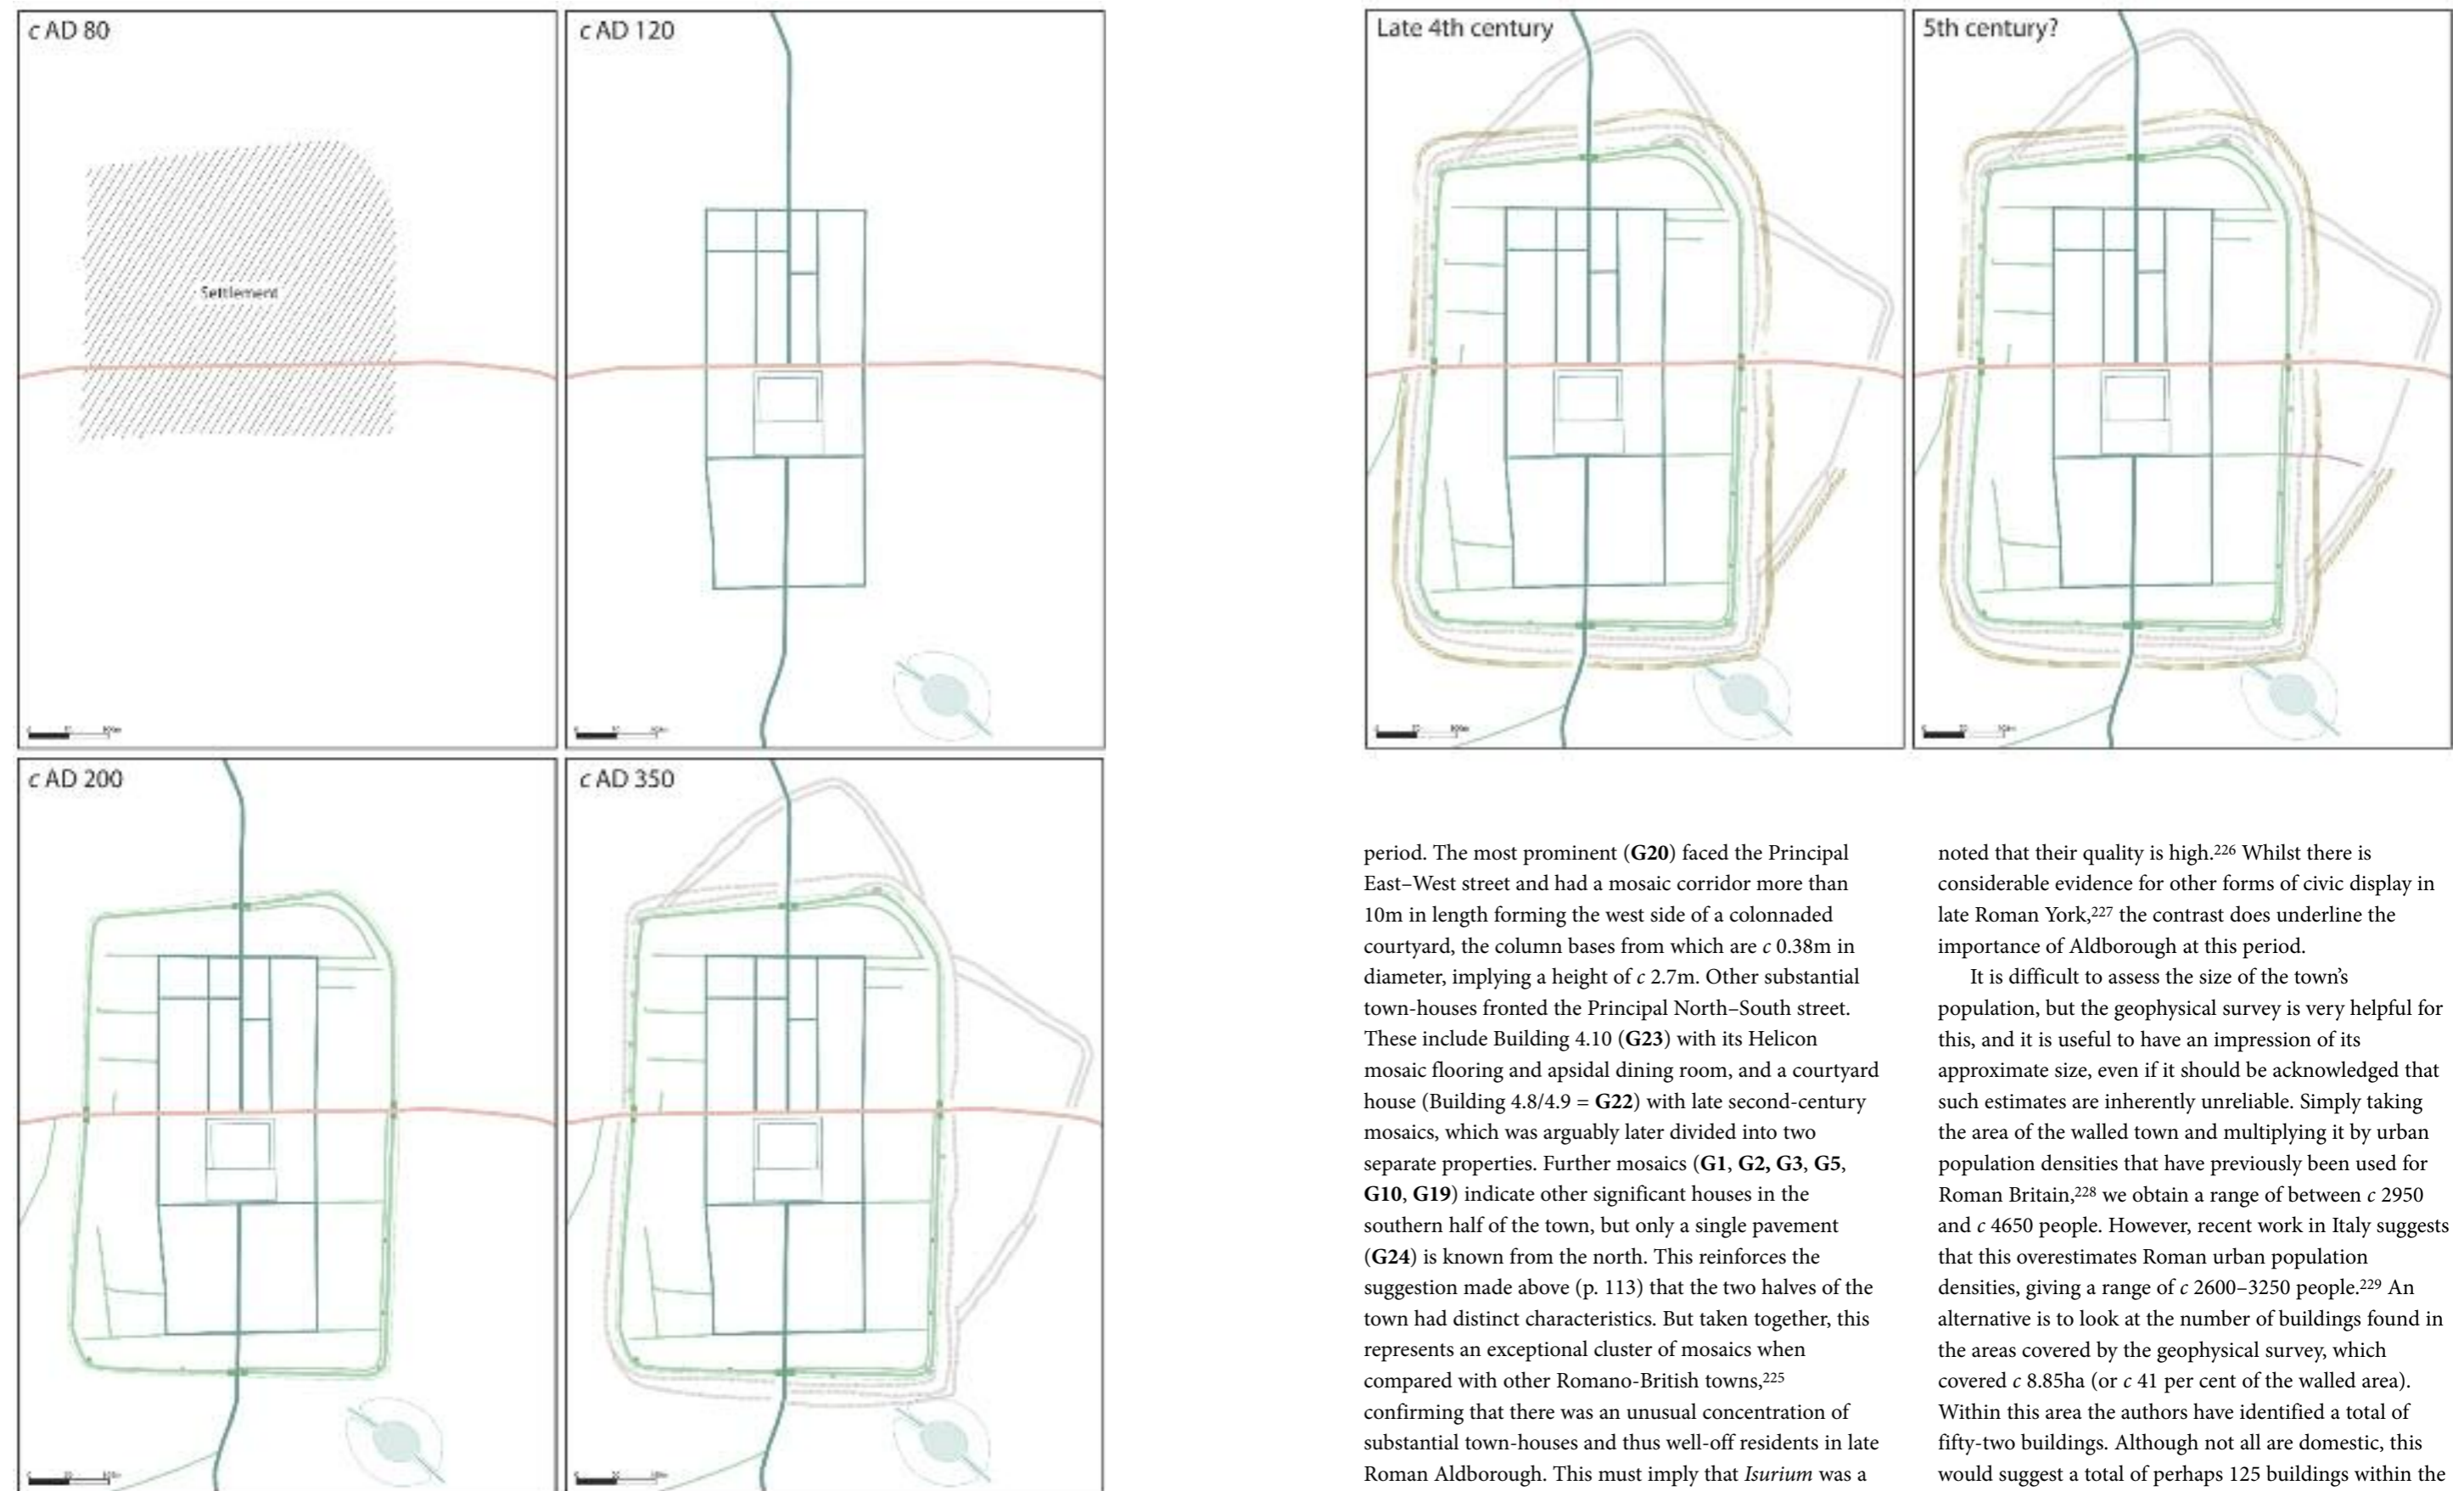 c AD 80
Settlement
c AD 120
c AD 200
c AD 350
Late 4th century
5th century?
period. The most prominent (G20) faced the Principal
East–West street and had a mosaic corridor more than
10m in length forming the west side of a colonnaded
courtyard, the column bases from which are c 0.38m in
diameter, implying a height of c 2.7m. Other substantial
town-houses fronted the Principal North–South street.
These include Building 4.10 (G23) with its Helicon
mosaic flooring and apsidal dining room, and a courtyard
house (Building 4.8/4.9 = G22) with late second-century
mosaics, which was arguably later divided into two
separate properties. Further mosaics (G1, G2, G3, G5,
G10, G19) indicate other significant houses in the
southern half of the town, but only a single pavement
(G24) is known from the north. This reinforces the
suggestion made above (p. 113) that the two halves of the
town had distinct characteristics. But taken together, this
represents an exceptional cluster of mosaics when
compared with other Romano-British towns,225
confirming that there was an unusual concentration of
substantial town-houses and thus well-off residents in late
Roman Aldborough. This must imply that Isurium was a
noted that their quality is high.226 Whilst there is
considerable evidence for other forms of civic display in
late Roman York,227 the contrast does underline the
importance of Aldborough at this period.
It is difficult to assess the size of the town’s
population, but the geophysical survey is very helpful for
this, and it is useful to have an impression of its
approximate size, even if it should be acknowledged that
such estimates are inherently unreliable. Simply taking
the area of the walled town and multiplying it by urban
population densities that have previously been used for
Roman Britain,228 we obtain a range of between c 2950
and c 4650 people. However, recent work in Italy suggests
that this overestimates Roman urban population
densities, giving a range of c 2600–3250 people.229 An
alternative is to look at the number of buildings found in
the areas covered by the geophysical survey, which
covered c 8.85ha (or c 41 per cent of the walled area).
Within this area the authors have identified a total of
fifty-two buildings. Although not all are domestic, this
would suggest a total of perhaps 125 buildings within the